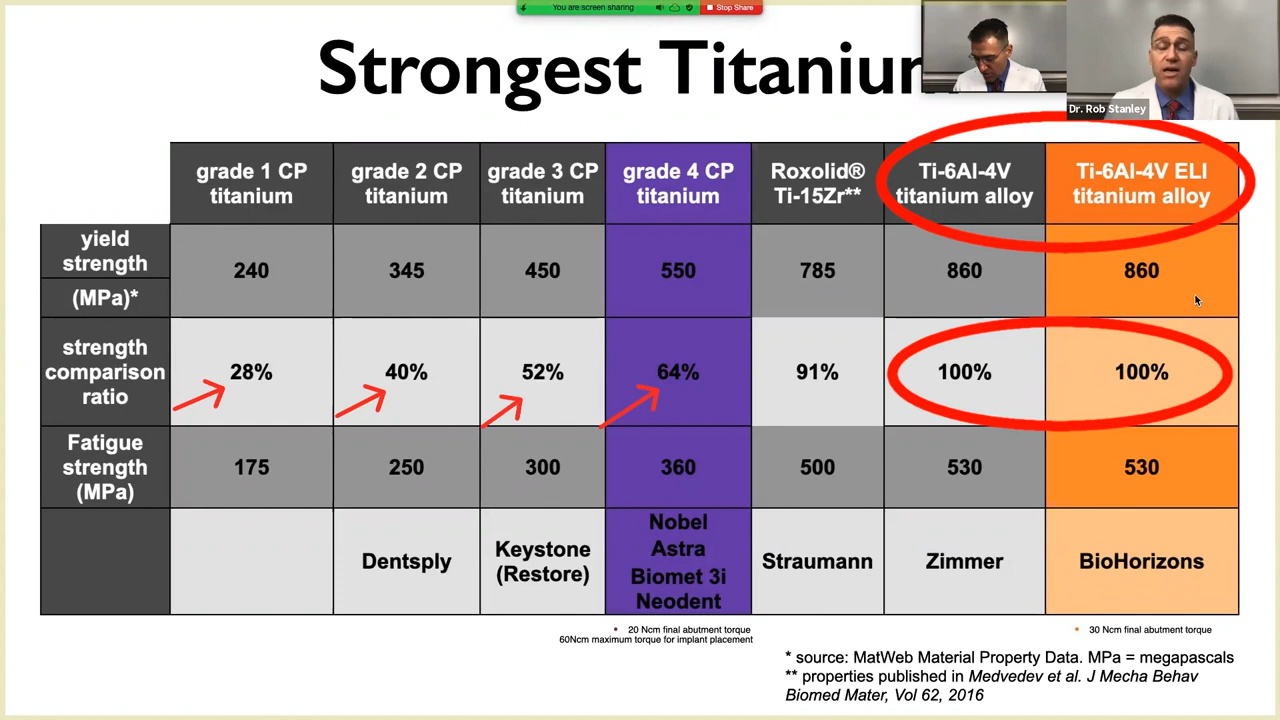 You are screen sharing
Stop Share
Strongest Titanium
Dr. Rob Stanley
grade 1 CP
titanium
grade 2 CP
titanium
grade 3 CP
titanium
grade 4 CP
titanium
Roxolid®
Ti-15Zr**
Ti-6Al-4V
titanium alloy
Ti-6Al-4V ELI
titanium alloy
yield
strength
(MPa)*
240
345
450
550
785
860
860
strength
comparison
ratio
28%
40%
52%
64%
91%
100%
100%
Fatigue
strength
(MPa)
175
250
300
360
500
530
530
Dentsply
Keystone
(Restore)
Nobel
Astra
Biomet 3i
Neodent
Straumann
Zimmer
BioHorizons
• 20 Ncm final abutment torque
60Ncm maximum torque for implant placement
• 30 Ncm final abutment torque
* source: MatWeb Material Property Data. MPa = megapascals
** properties published in Medvedev et al. J Mecha Behav
Biomed Mater, Vol 62, 2016